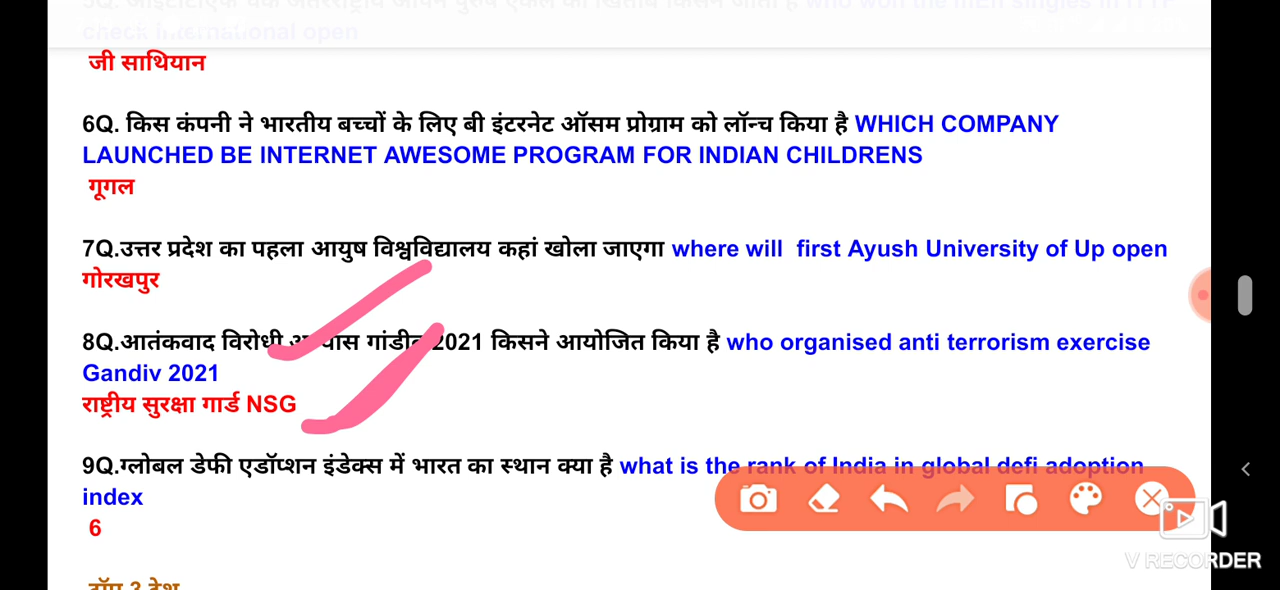 check international open
जी साथियान
6Q. किस कंपनी ने भारतीय बच्चों के लिए बी इंटरनेट ऑसम प्रोग्राम को लॉन्च किया है WHICH COMPANY
LAUNCHED BE INTERNET AWESOME PROGRAM FOR INDIAN CHILDRENS
गूगल
7Q.उत्तर प्रदेश का पहला आयुष विश्वविद्यालय कहां खोला जाएगा where will first Ayush University of Up open
गोरखपुर
8Q.आतंकवाद विरोधी गांडीव 2021 किसने आयोजित किया है who organised anti terrorism exercise
Gandiv 2021
राष्ट्रीय सुरक्षा गार्ड NSG
9Q.ग्लोबल डेफी एडॉप्शन इंडेक्स में भारत का स्थान क्या है what is the rank of India in global defi adoption
index
6
V RECORDER